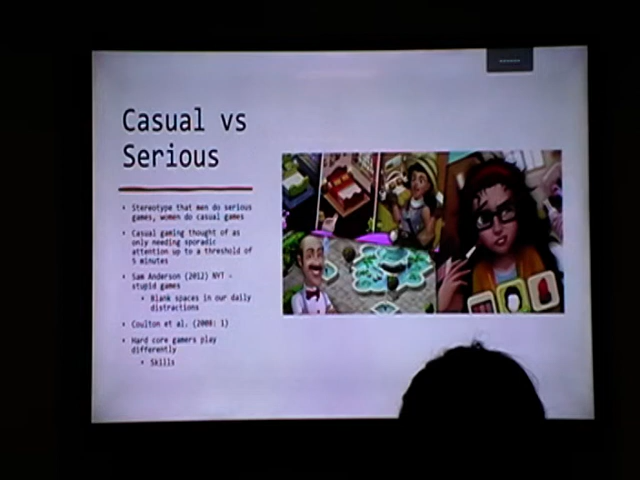 Casual vs
Serious
• Stereotype that men do serious
games, women do casual games
• Casual gaming thought of as
only needing sporadic
attention up to a threshold of
5 minutes
• Sam Anderson (2012) NYT -
stupid games
• Blank spaces in our daily
distractions
• Coulton et al. (2008: 1)
• Hard core gamers play
differently
• Skills